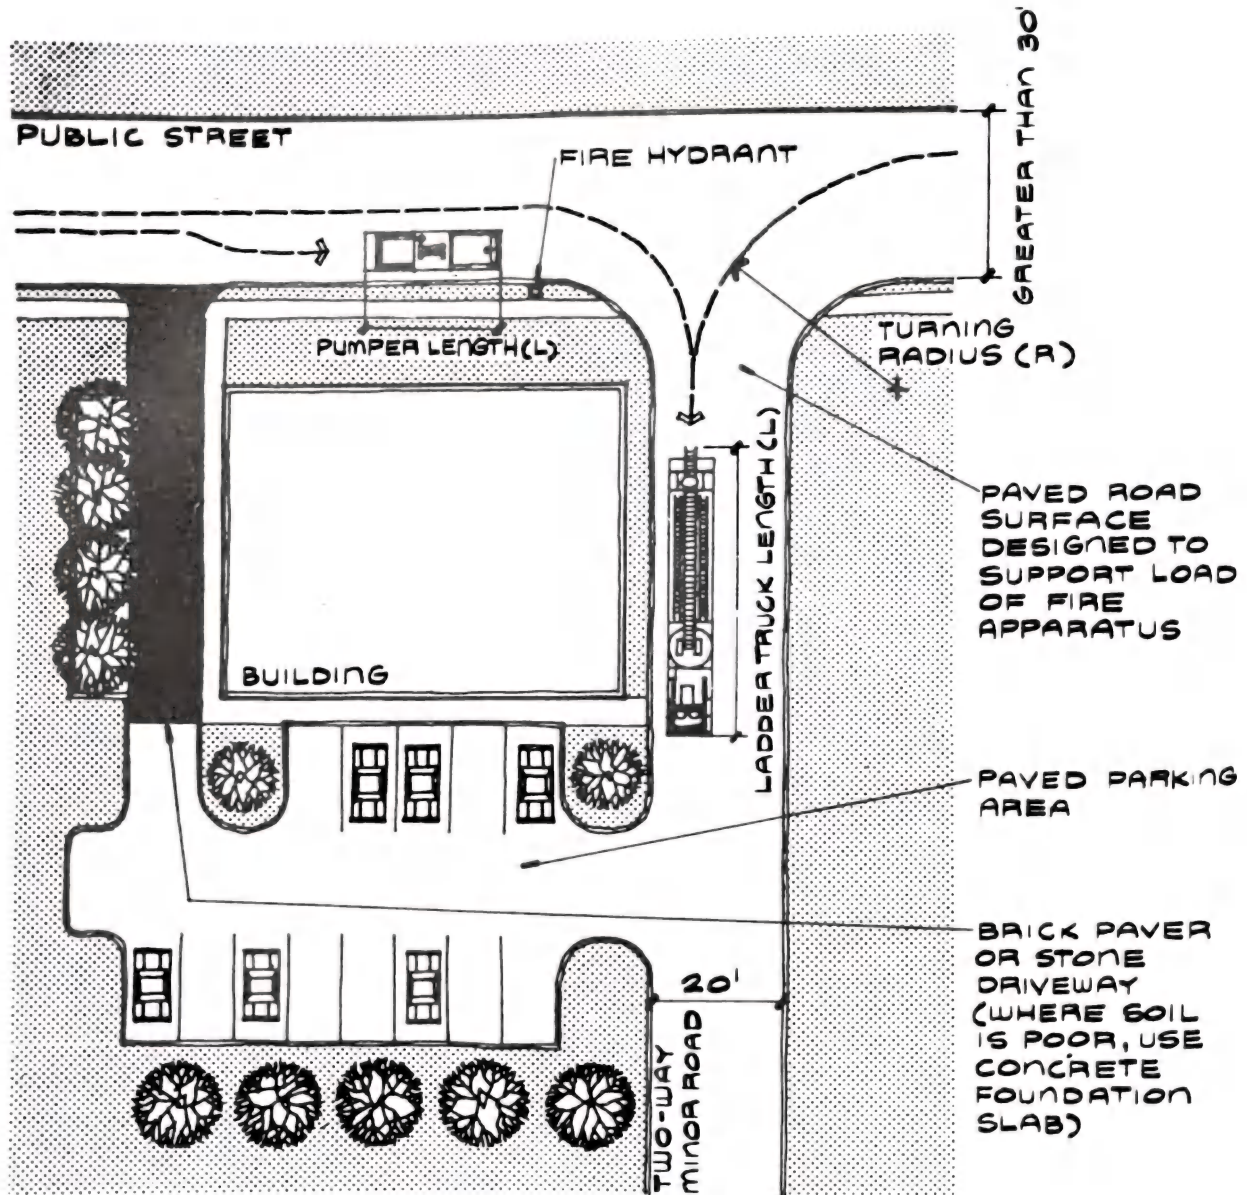 GREATER THAN 30'
PUBLIC STREET
FIRE HYDRANT
PUMPER LENGTH (L)
TURNING
RADIUS (R)
LADDER TRUCK LENGTH (L)
PAVED ROAD
SURFACE
DESIGNED TO
SUPPORT LOAD
OF FIRE
APPARATUS
BUILDING
PAVED PARKING
AREA
BRICK PAVER
OR STONE
DRIVEWAY
(WHERE SOIL
IS POOR, USE
CONCRETE
FOUNDATION
SLAB)
20'
TWO-WAY
MINOR ROAD